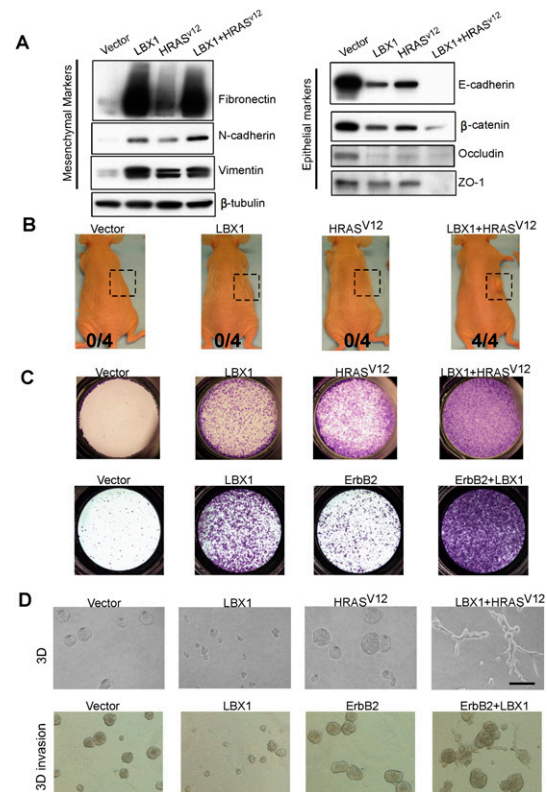 A
Vector LBX1 HRASV12 LBX1+HRASV12
Mesenchymal Markers
Fibronectin
N-cadherin
Vimentin
β-tubulin
Vector LBX1 HRASV12 LBX1+HRASV12
Epithelial markers
E-cadherin
β-catenin
Occludin
ZO-1
B
Vector LBX1 HRASV12 LBX1+HRASV12
0/4 0/4 0/4 4/4
C
Vector LBX1 HRASV12 LBX1+HRASV12
Vector LBX1 ErbB2 ErbB2+LBX1
D
Vector LBX1 HRASV12 LBX1+HRASV12
3D
Vector LBX1 ErbB2 ErbB2+LBX1
3D invasion